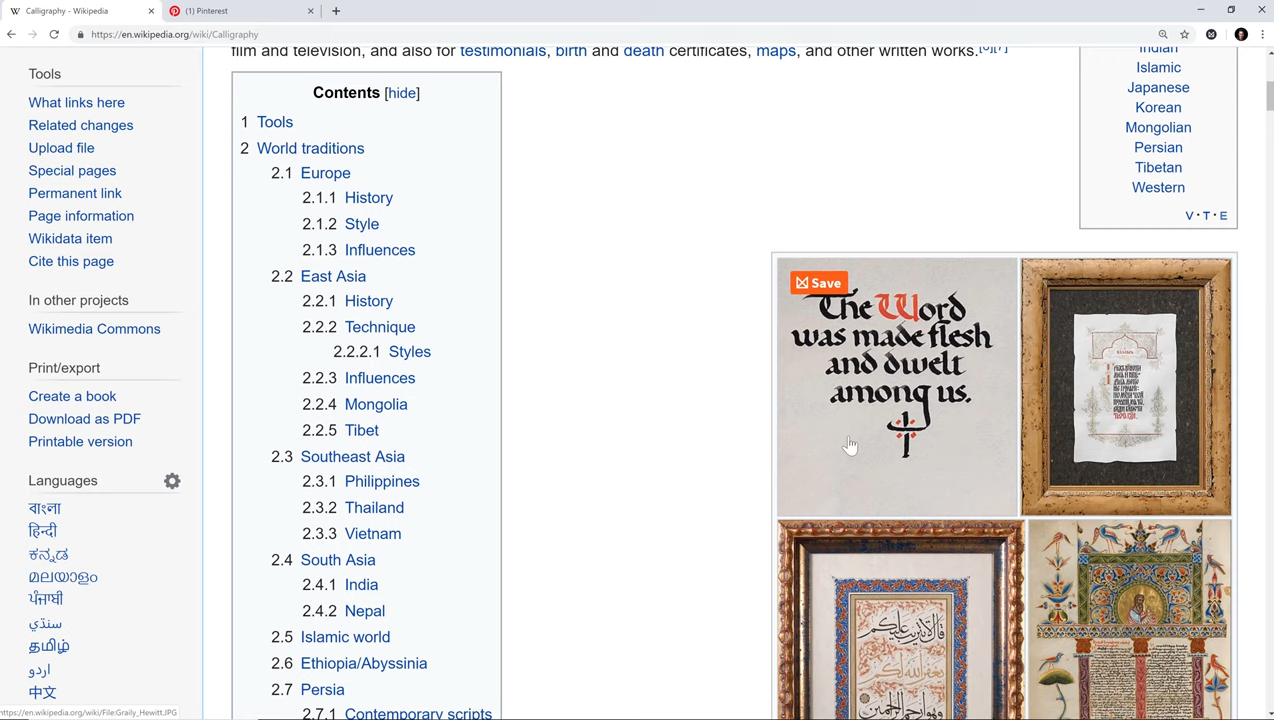 Calligraphy - Wikipedia
(1) Pinterest
https://en.wikipedia.org/wiki/Calligraphy
film and television, and also for testimonials, birth and death certificates, maps, and other written works.[6][7]
Tools
What links here
Related changes
Upload file
Special pages
Permanent link
Page information
Wikidata item
Cite this page
In other projects
Wikimedia Commons
Print/export
Create a book
Download as PDF
Printable version
Languages
বাংলা
हिन्दी
ಕನ್ನಡ
മലയാളം
ਪੰਜਾਬੀ
සිංහල
தமிழ்
اردو
中文
https://en.wikipedia.org/wiki/File:Graily_Hewitt.JPG
Contents [hide]
1 Tools
2 World traditions
2.1 Europe
2.1.1 History
2.1.2 Style
2.1.3 Influences
2.2 East Asia
2.2.1 History
2.2.2 Technique
2.2.2.1 Styles
2.2.3 Influences
2.2.4 Mongolia
2.2.5 Tibet
2.3 Southeast Asia
2.3.1 Philippines
2.3.2 Thailand
2.3.3 Vietnam
2.4 South Asia
2.4.1 India
2.4.2 Nepal
2.5 Islamic world
2.6 Ethiopia/Abyssinia
2.7 Persia
2.7.1 Contemporary scripts
Indian
Islamic
Japanese
Korean
Mongolian
Persian
Tibetan
Western
V · T · E
Save
The Word
was made flesh
and dwelt
among us.